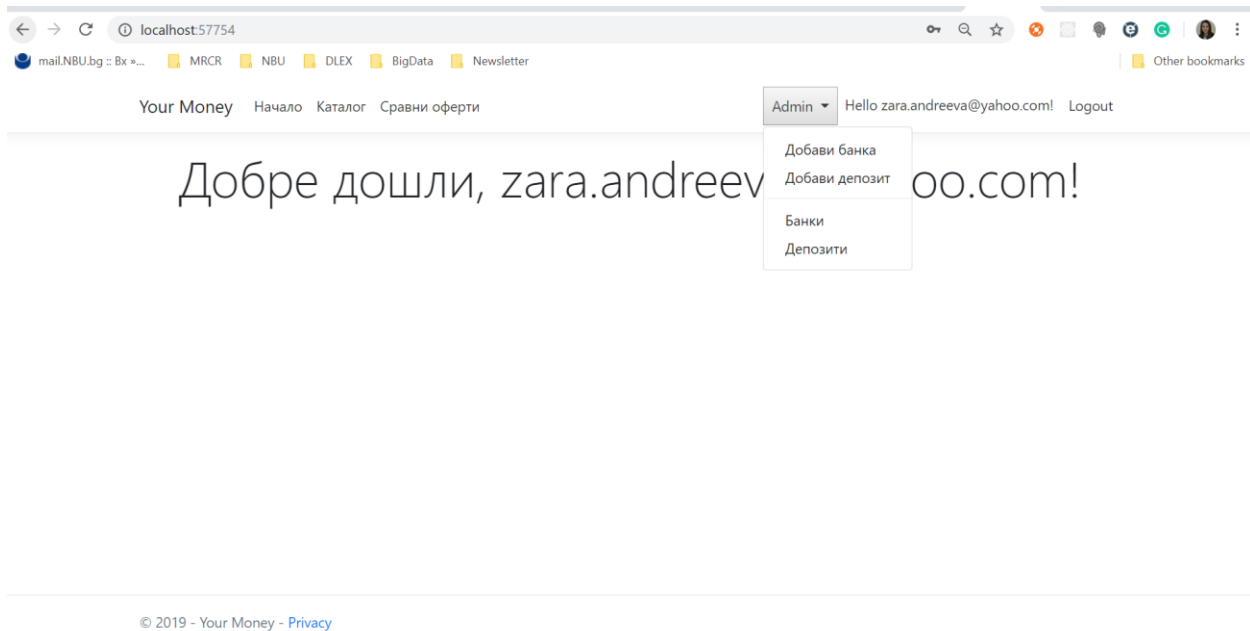 localhost:57754
mail.NBU.bg :: Вх »... MRCR NBU DLEX BigData Newsletter Other bookmarks
Your Money Начало Каталог Сравни оферти Admin Hello zara.andreeva@yahoo.com! Logout
Добави банка
Добави депозит
Добре дошли, zara.andreev oo.com!
Банки
Депозити
© 2019 - Your Money - Privacy